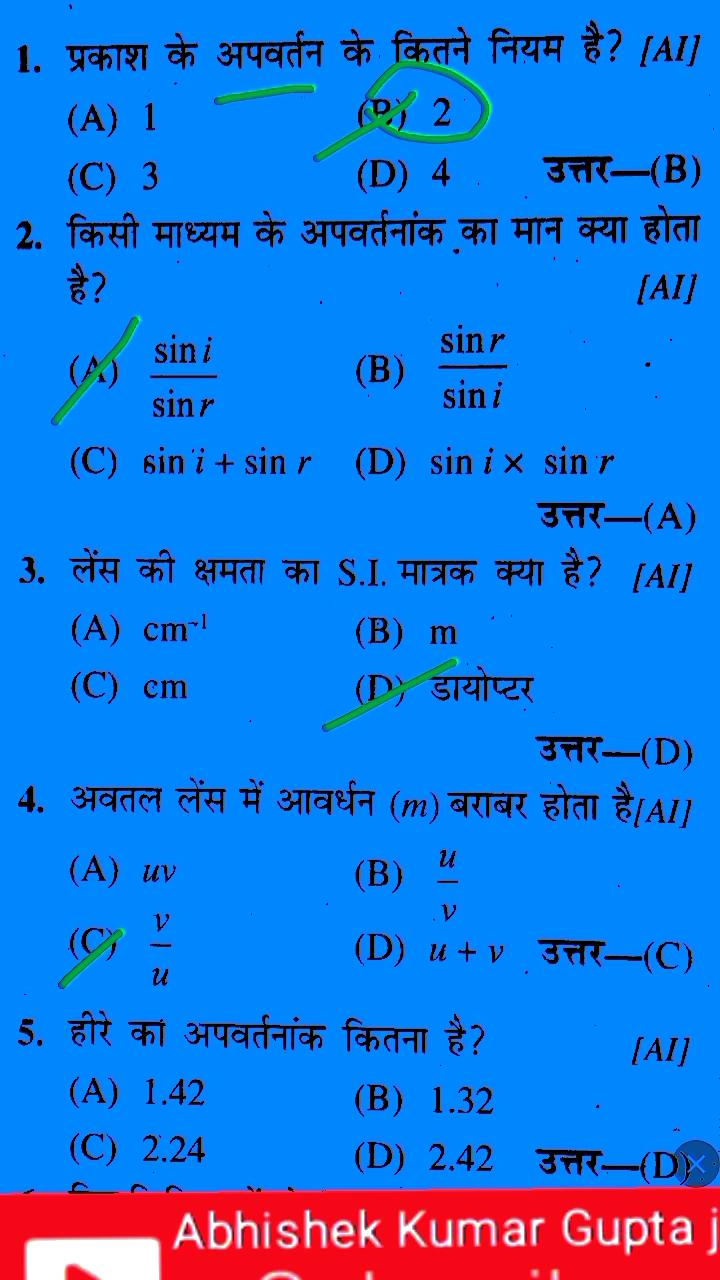 1. प्रकाश के अपवर्तन के कितने नियम है? [AI]
(A) 1 (B) 2
(C) 3 (D) 4 उत्तर—(B)
2. किसी माध्यम के अपवर्तनांक का मान क्या होता
है? [AI]
(A) sin i / sin r (B) sin r / sin i
(C) sin i + sin r (D) sin i × sin r
उत्तर—(A)
3. लेंस की क्षमता का S.I. मात्रक क्या है? [AI]
(A) cm⁻¹ (B) m
(C) cm (D) डायोप्टर
उत्तर—(D)
4. अवतल लेंस में आवर्धन (m) बराबर होता है[AI]
(A) uv (B) u / v
(C) v / u (D) u + v उत्तर—(C)
5. हीरे का अपवर्तनांक कितना है? [AI]
(A) 1.42 (B) 1.32
(C) 2.24 (D) 2.42 उत्तर—(D)
Abhishek Kumar Gupta j